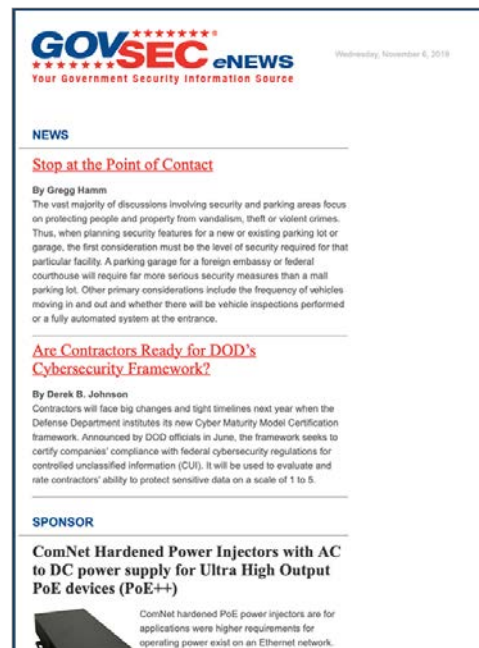 GOVSEC eNEWS
Your Government Security Information Source
Wednesday, November 6, 2019
NEWS
Stop at the Point of Contact
By Gregg Hamm
The vast majority of discussions involving security and parking areas focus
on protecting people and property from vandalism, theft or violent crimes.
Thus, when planning security features for a new or existing parking lot or
garage, the first consideration must be the level of security required for that
particular facility. A parking garage for a foreign embassy or federal
courthouse will require far more serious security measures than a mall
parking lot. Other primary considerations include the frequency of vehicles
moving in and out and whether there will be vehicle inspections performed
or a fully automated system at the entrance.
Are Contractors Ready for DOD's
Cybersecurity Framework?
By Derek B. Johnson
Contractors will face big changes and tight timelines next year when the
Defense Department institutes its new Cyber Maturity Model Certification
framework. Announced by DOD officials in June, the framework seeks to
certify companies' compliance with federal cybersecurity regulations for
controlled unclassified information (CUI). It will be used to evaluate and
rate contractors' ability to protect sensitive data on a scale of 1 to 5.
SPONSOR
ComNet Hardened Power Injectors with AC
to DC power supply for Ultra High Output
PoE devices (PoE++)
ComNet hardened PoE power injectors are for
applications were higher requirements for
operating power exist on an Ethernet network.